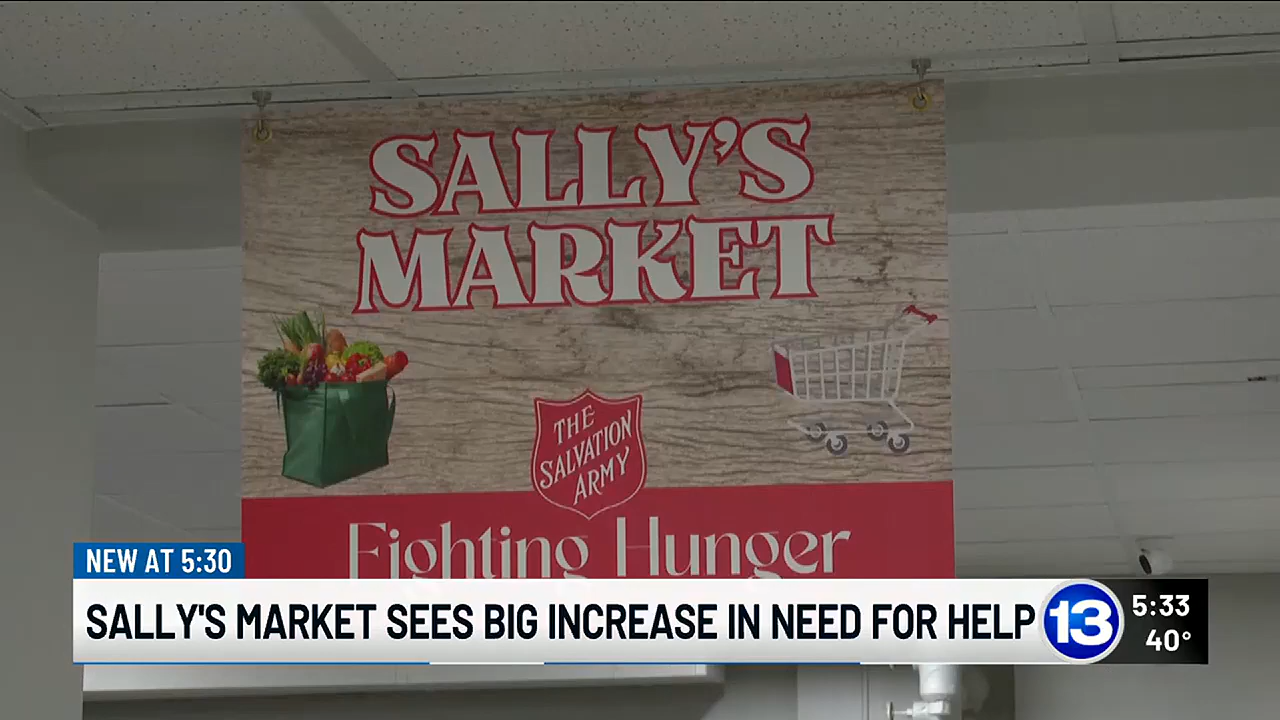 SALLY'S
MARKET
THE
SALVATION
ARMY
Fighting Hunger
NEW AT 5:30
SALLY'S MARKET SEES BIG INCREASE IN NEED FOR HELP
13
5:33
40°